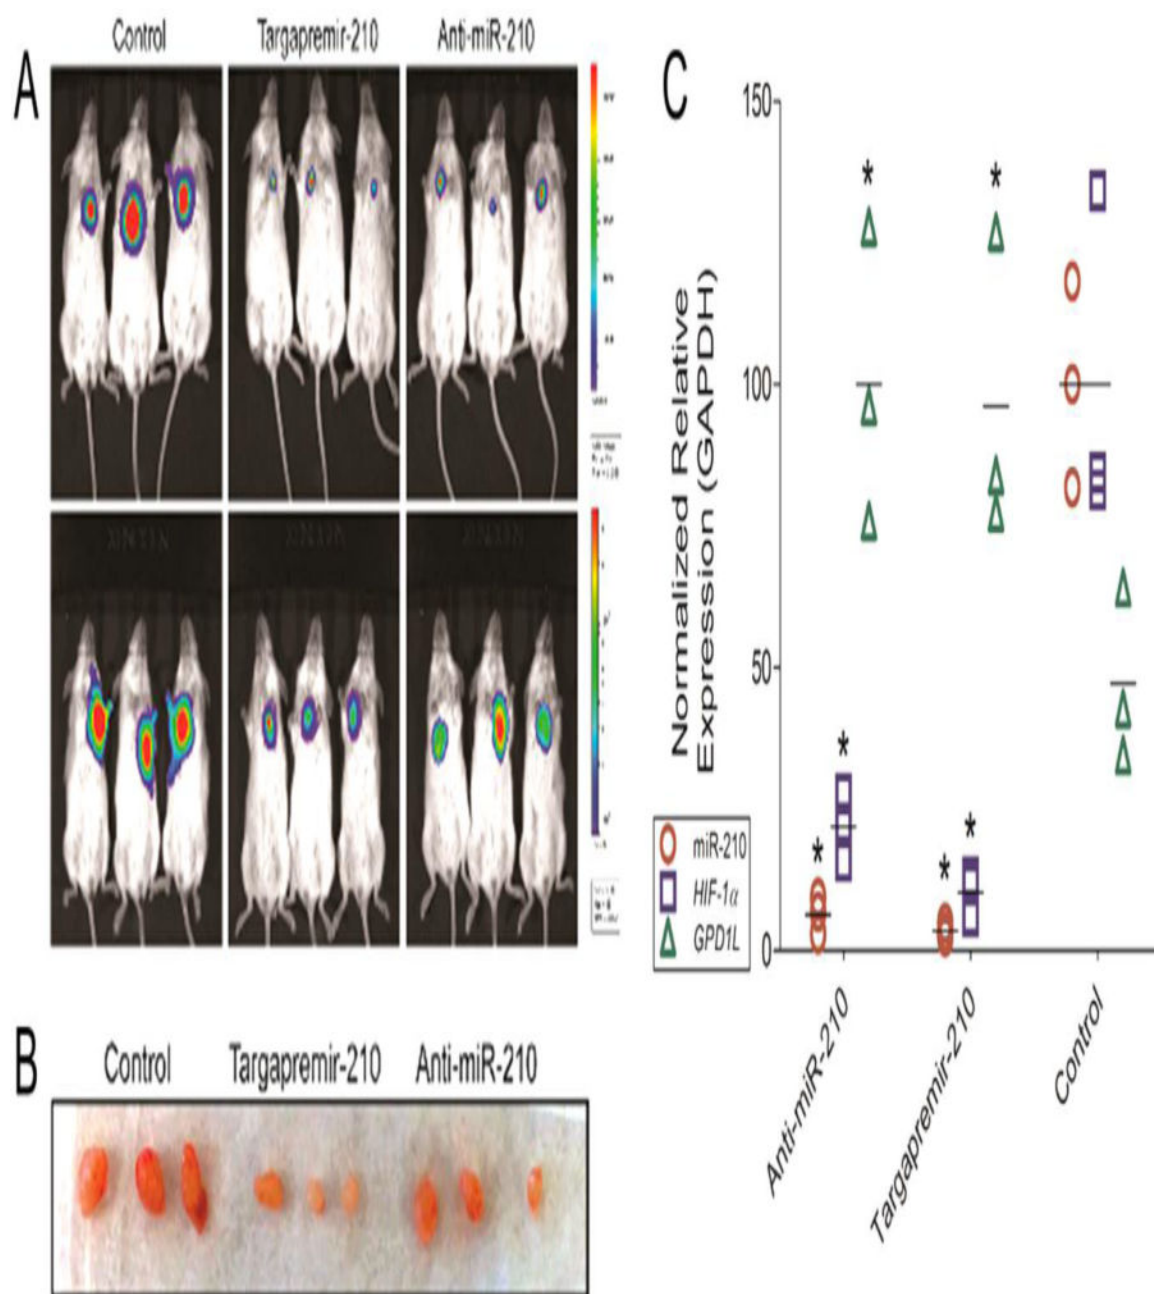 A
Control
Targapremir-210
Anti-miR-210
B
Control
Targapremir-210
Anti-miR-210
C
Normalized Relative
Expression (GAPDH)
150
100
50
0
*
*
*
*
*
*
miR-210
HIF-1α
GPD1L
Anti-miR-210
Targapremir-210
Control